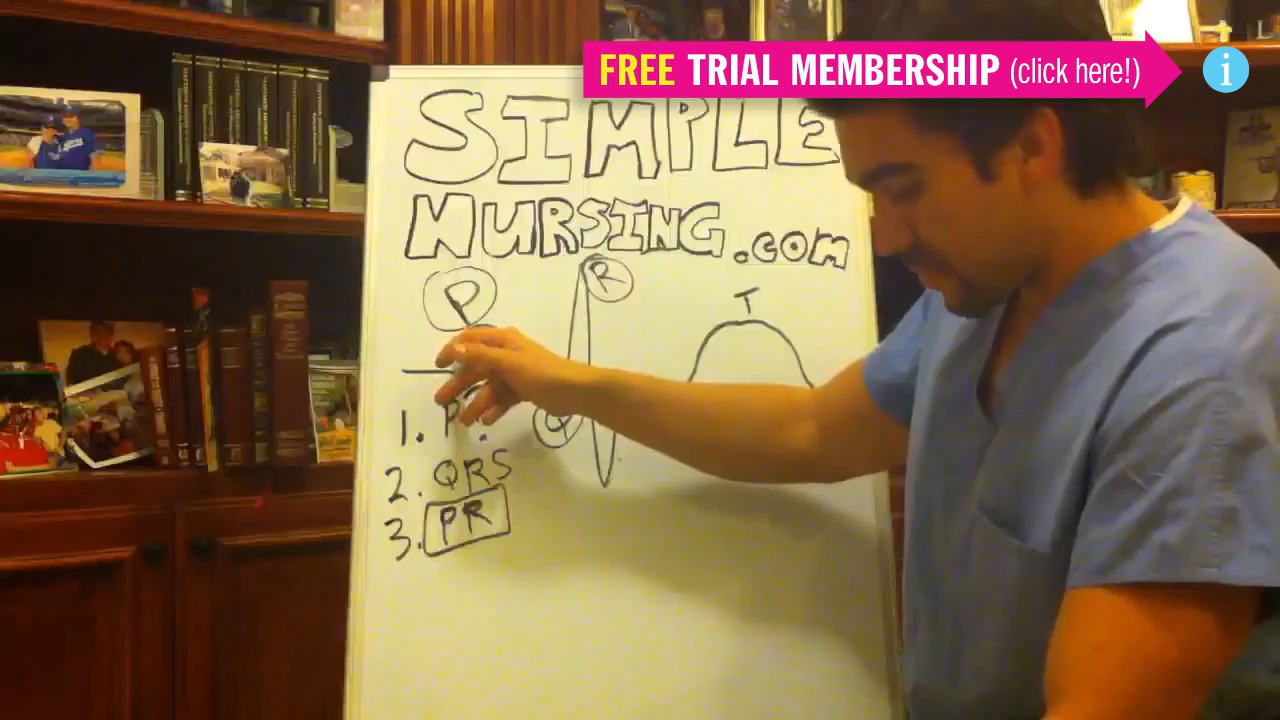 FREE TRIAL MEMBERSHIP (click here!)
i
SIMPLE
NURSING
.COM
P
R
T
Q
1. P.
2. QRS
3. PR